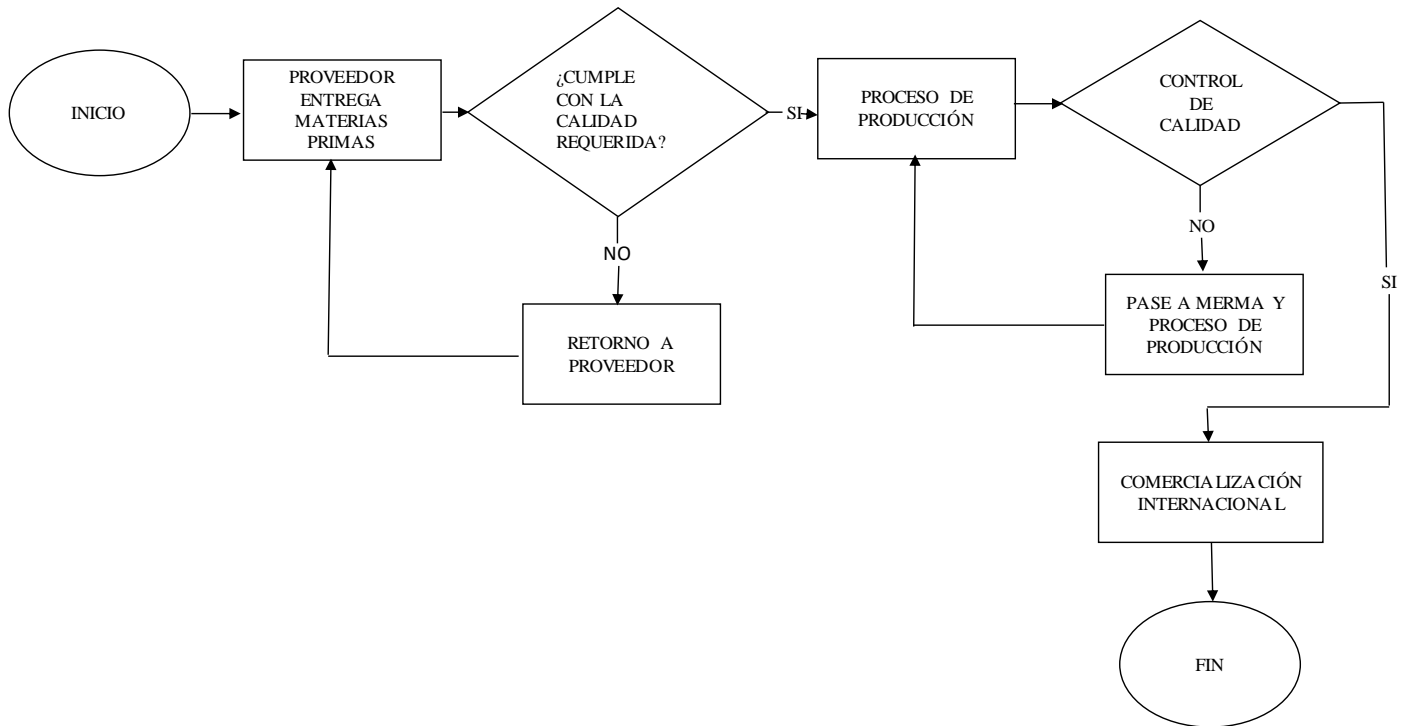 INICIO
PROVEEDOR
ENTREGA
MATERIAS
PRIMAS
¿CUMPLE
CON LA
CALIDAD
REQUERIDA?
SI
PROCESO DE
PRODUCCIÓN
CONTROL
DE
CALIDAD
NO
RETORNO A
PROVEEDOR
NO
PASE A MERMA Y
PROCESO DE
PRODUCCIÓN
SI
COMERCIALIZACIÓN
INTERNACIONAL
FIN